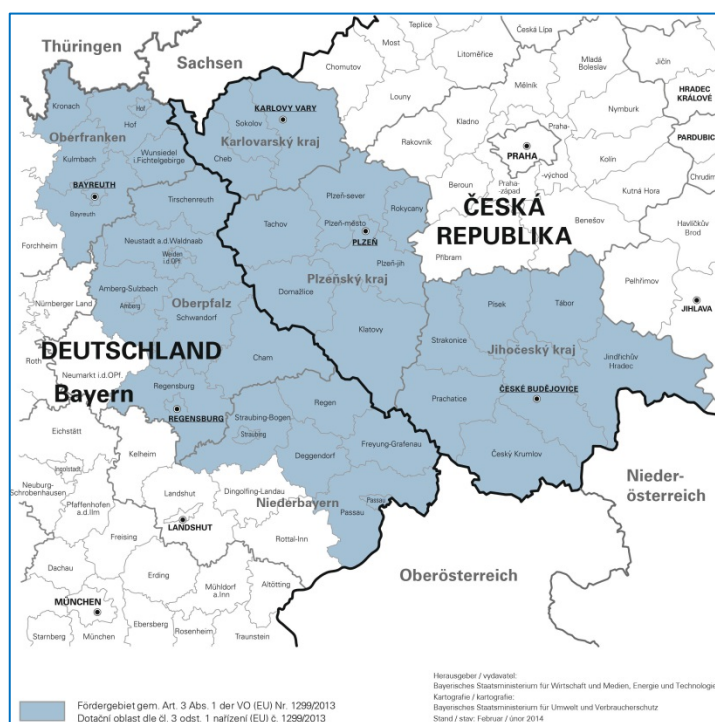 Thüringen
Sachsen
Teplice
Česká Lípa
Most
Litoměřice
Chomutov
Mladá
Boleslav
Jičín
Mělník
HRADEC
KRÁLOVÉ
Louny
Nymburk
Kronach
Hof
Hof
Oberfranken
KARLOVY VARY
Sokolov
Karlovarský kraj
Cheb
Kladno
Praha-
Rakovník
PRAHA
PARDUBIC
Kulmbach
Wunsiedel
i.Fichtelgebirge
Kolín
Beroun
Praha-
západ
-východ
Chrudim
BAYREUTH
Bayreuth
Tirschenreuth
Plzeň-sever
Rokycany
Kutná Hora
ČESKÁ
REPUBLIKA
Forchheim
Neustadt a.d.Waldnaab
Weiden
i.d.OPf.
Tachov
Plzeň-město
PLZEŇ
Benešov
Havlíčkův
Brod
Příbram
Plzeň-jih
Plzeňský kraj
Pelhřimov
Nürnberger Land
Amberg-Sulzbach
Amberg
Oberpfalz
Schwandorf
Domažlice
Klatovy
Písek
Tábor
JIHLAVA
Strakonice
Jihočeský kraj
Jindřichův
Hradec
Roth
DEUTSCHLAND
Neumarkt i.d.OPf.
Cham
Bayern
Regensburg
REGENSBURG
Regen
Prachatice
ČESKÉ BUDĚJOVICE
Straubing-Bogen
Straubing
Eichstätt
Kelheim
Deggendorf
Freyung-Grafenau
Český Krumlov
Ingolstadt
Neuburg-
Schrobenhausen
Landshut
Dingolfing-Landau
Niederbayern
Passau
Passau
Nieder-
österreich
Pfaffenhofen
a.d.Ilm
LANDSHUT
Rottal-Inn
Freising
Oberösterreich
Dachau
Erding
Mühldorf
a.Inn
Altötting
MÜNCHEN
Starnberg
München
Ebersberg
Rosenheim
Traunstein
Fördergebiet gem. Art. 3 Abs. 1 der VO (EU) Nr. 1299/2013
Dotační oblast dle čl. 3 odst. 1 nařízení (EU) č. 1299/2013
Herausgeber / vydavatel:
Bayerisches Staatsministerium für Wirtschaft und Medien, Energie und Technologie
Kartografie / kartografie:
Bayerisches Staatsministerium für Umwelt und Verbraucherschutz
Stand / stav: Februar / únor 2014